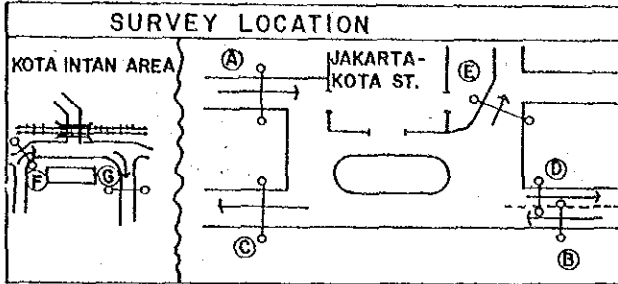 SURVEY LOCATION
KOTA INTAN AREA
JAKARTA-
KOTA ST.
A
E
F
G
D
C
B